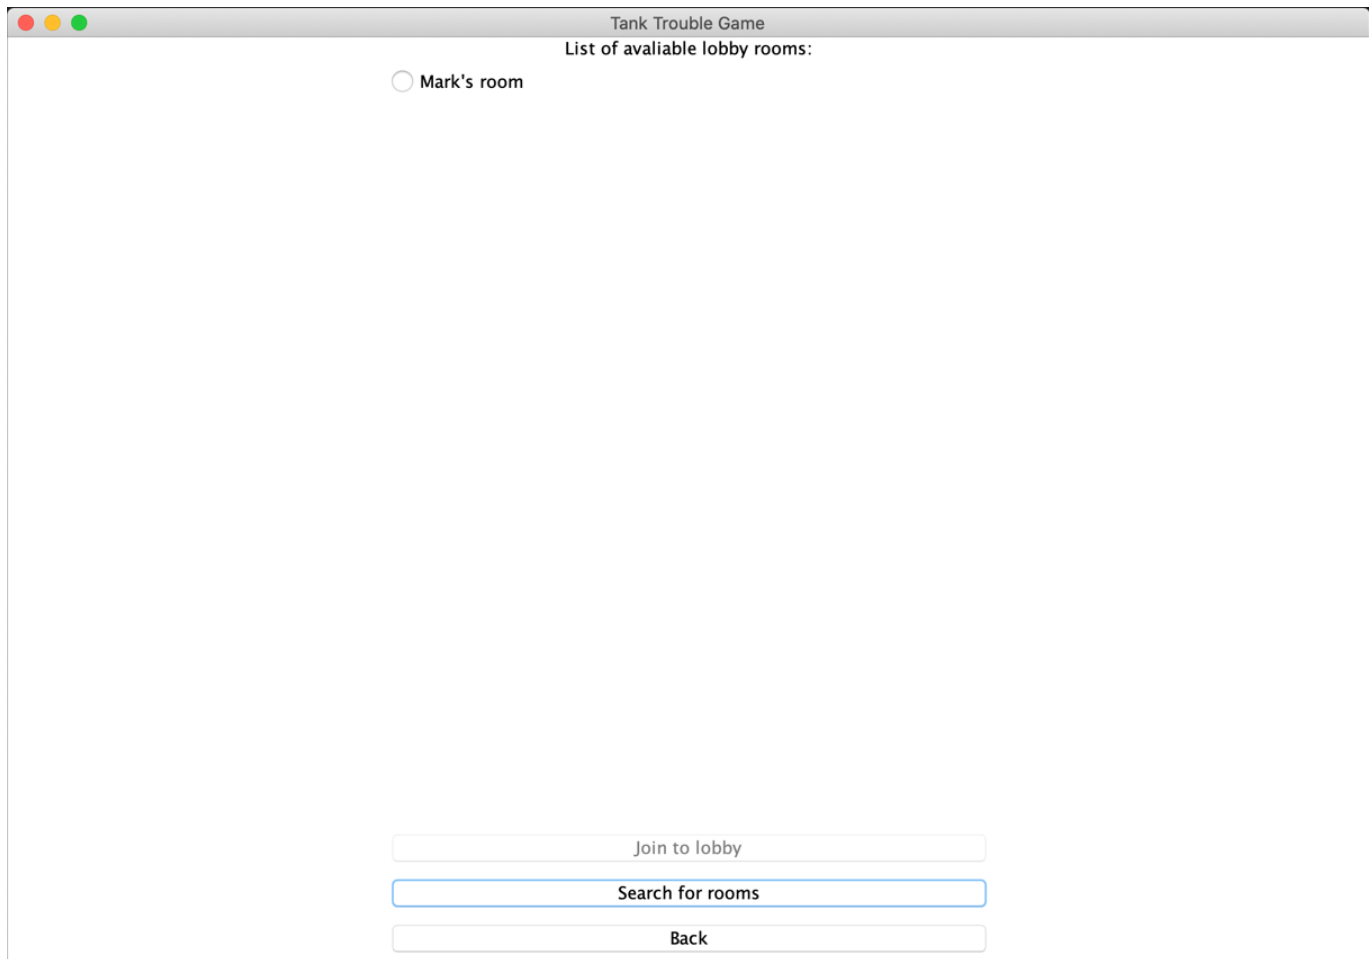 Tank Trouble Game
List of avaliable lobby rooms:
Mark's room
Join to lobby
Search for rooms
Back